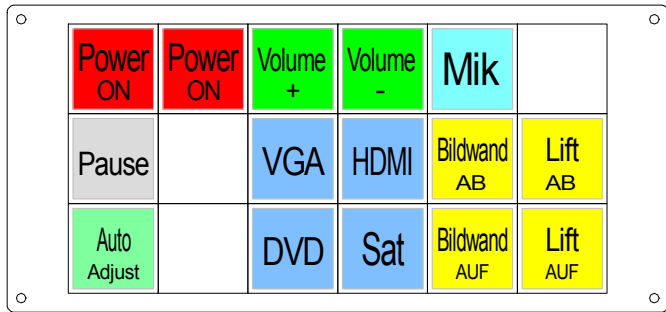 Power
ON
Power
ON
Volume
+
Volume
-
Mik
Pause
VGA
HDMI
Bildwand
AB
Lift
AB
Auto
Adjust
DVD
Sat
Bildwand
AUF
Lift
AUF